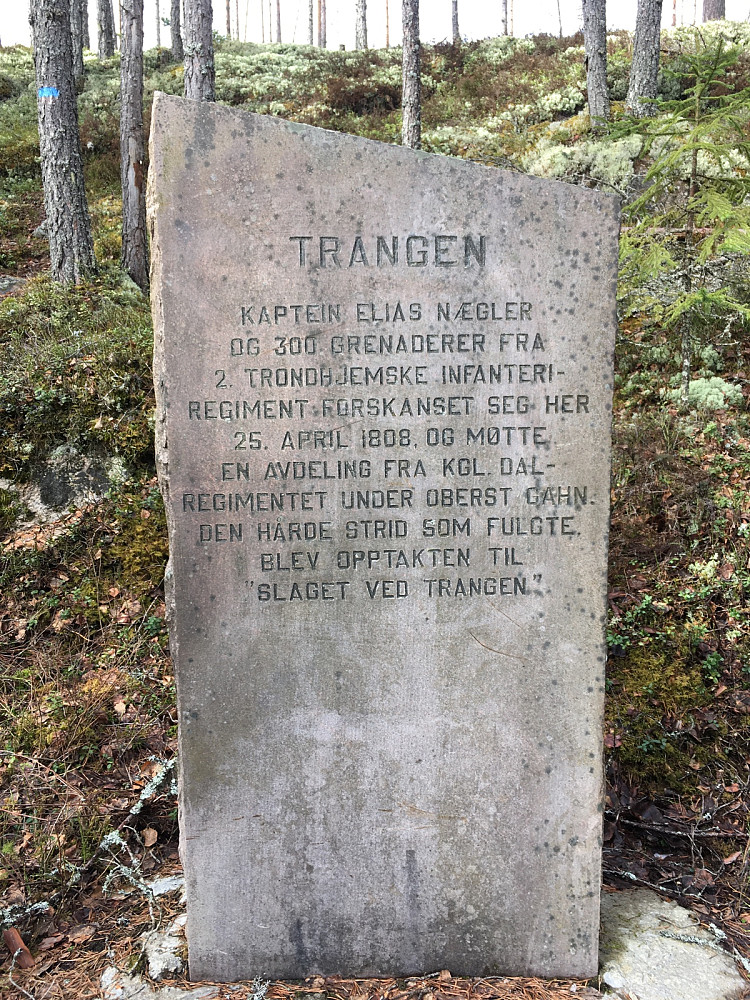 TRANGEN
KAPTEIN ELIAS NÆGLER
OG 300 GRENADERER FRA
2. TRONDHJEMSKE INFANTERI-
REGIMENT FORSKANSET SEG HER
25. APRIL 1808, OG MØTTE
EN AVDELING FRA KGL. DAL-
REGIMENTET UNDER OBERST CAHN.
DEN HARDE STRID SOM FULGTE,
BLEV OPPTAKTEN TIL
"SLAGET VED TRANGEN"